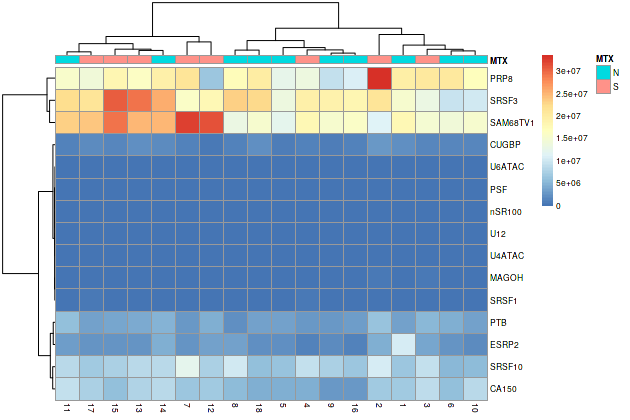 MTX
MTX
N
S
3e+07
2.5e+07
2e+07
1.5e+07
1e+07
5e+06
0
PRP8
SRSF3
SAM68TV1
CUGBP
U6ATAC
PSF
nSR100
U12
U4ATAC
MAGOH
SRSF1
PTB
ESRP2
SRSF10
CA150
11 17 15 13 14 7 12 8 18 5 4 9 16 2 1 3 6 10